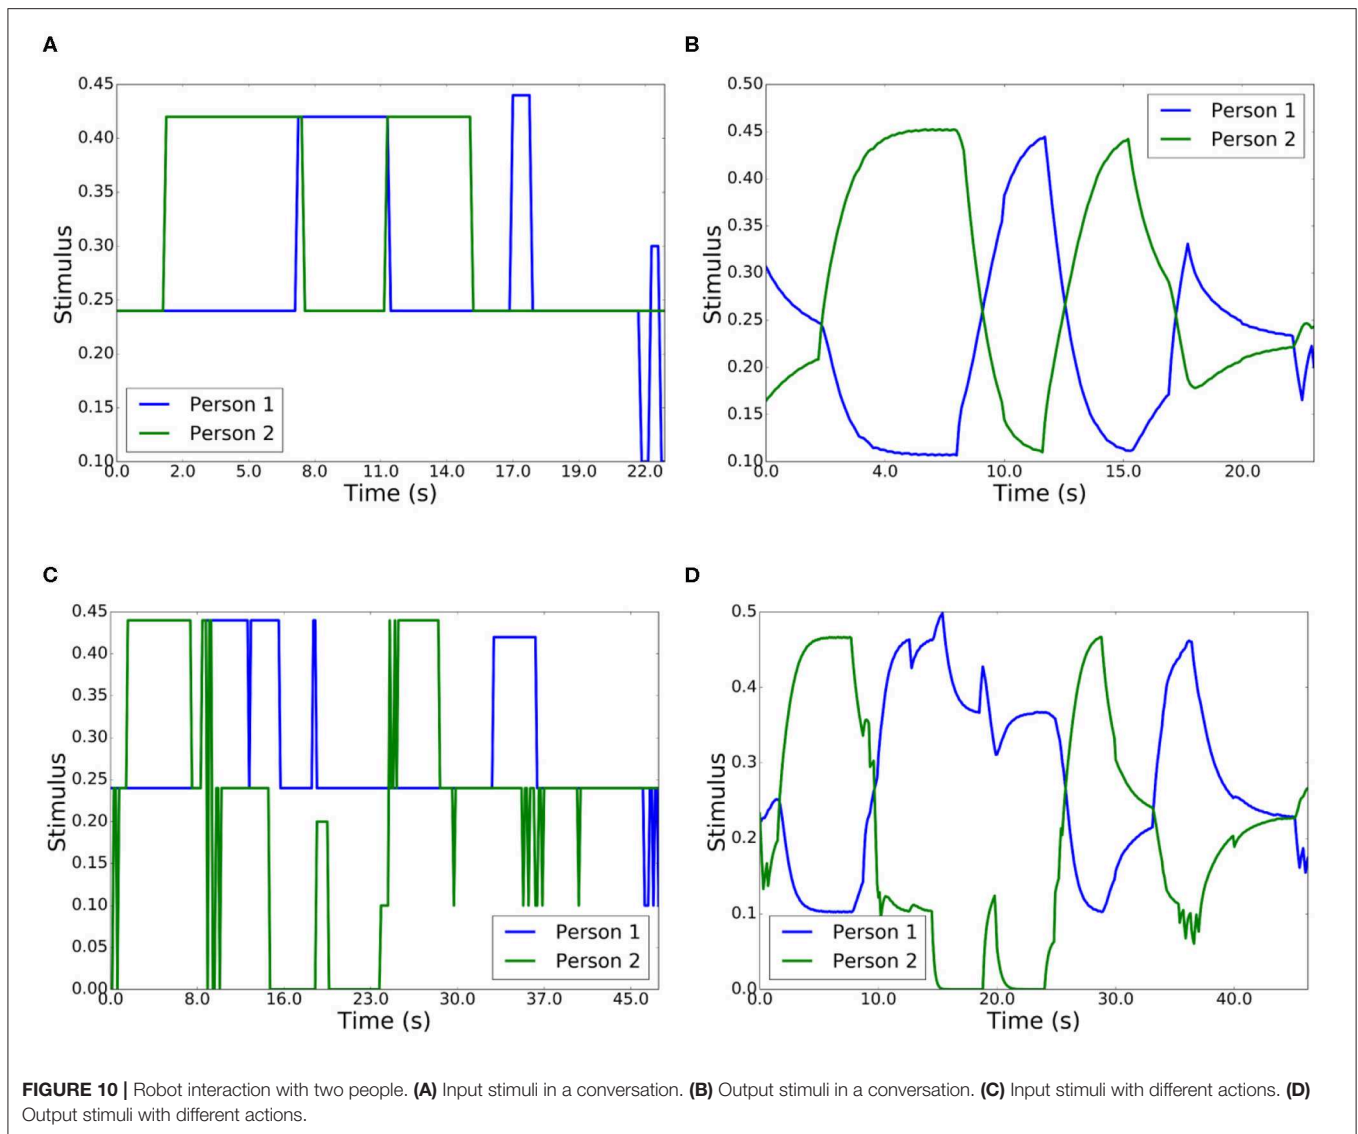 A
B
0.45
0.40
0.35
0.30
0.25
0.20
0.15
0.10
Stimulus
Person 1
Person 2
0.0 2.0 5.0 8.0 11.0 14.0 17.0 19.0 22.0
Time (s)
0.50
0.45
0.40
0.35
0.30
0.25
0.20
0.15
0.10
Stimulus
Person 1
Person 2
0.0 4.0 10.0 15.0 20.0
Time (s)
C
D
0.45
0.40
0.35
0.30
0.25
0.20
0.15
0.10
0.05
0.00
Stimulus
Person 1
Person 2
0.0 8.0 16.0 23.0 30.0 37.0 45.0
Time (s)
0.5
0.4
0.3
0.2
0.1
0.0
Stimulus
Person 1
Person 2
0.0 10.0 20.0 30.0 40.0
Time (s)
FIGURE 10 | Robot interaction with two people. (A) Input stimuli in a conversation. (B) Output stimuli in a conversation. (C) Input stimuli with different actions. (D)
Output stimuli with different actions.